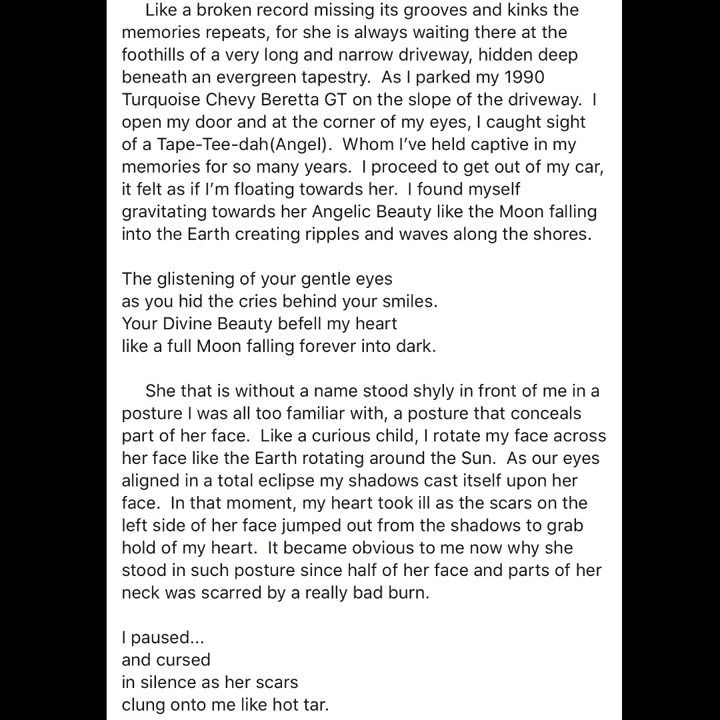 Like a broken record missing its grooves and kinks the
memories repeats, for she is always waiting there at the
foothills of a very long and narrow driveway, hidden deep
beneath an evergreen tapestry.  As I parked my 1990
Turquoise Chevy Beretta GT on the slope of the driveway.  I
open my door and at the corner of my eyes, I caught sight
of a Tape-Tee-dah(Angel).  Whom I've held captive in my
memories for so many years.  I proceed to get out of my car,
it felt as if I'm floating towards her.  I found myself
gravitating towards her Angelic Beauty like the Moon falling
into the Earth creating ripples and waves along the shores.
The glistening of your gentle eyes
as you hid the cries behind your smiles.
Your Divine Beauty befell my heart
like a full Moon falling forever into dark.
She that is without a name stood shyly in front of me in a
posture I was all too familiar with, a posture that conceals
part of her face.  Like a curious child, I rotate my face across
her face like the Earth rotating around the Sun.  As our eyes
aligned in a total eclipse my shadows cast itself upon her
face.  In that moment, my heart took ill as the scars on the
left side of her face jumped out from the shadows to grab
hold of my heart.  It became obvious to me now why she
stood in such posture since half of her face and parts of her
neck was scarred by a really bad burn.
I paused...
and cursed
in silence as her scars
clung onto me like hot tar.